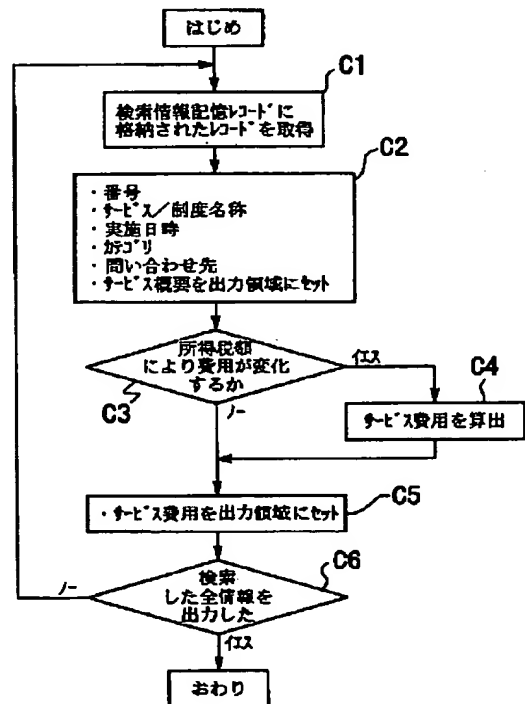 はじめ
C1
検索情報記憶ﾚｺｰﾄﾞに
格納されたﾚｺｰﾄﾞを取得
C2
・番号
・ｻｰﾋﾞｽ／制度名称
・実施日時
・ｶﾃｺﾞﾘ
・問い合わせ先
・ｻｰﾋﾞｽ概要を出力領域にｾｯﾄ
所得税額
により費用が変化
するか
C3
ｲｴｽ
ﾉｰ
C4
ｻｰﾋﾞｽ費用を算出
C5
・ｻｰﾋﾞｽ費用を出力領域にｾｯﾄ
C6
検索
した全情線を
出力した
ﾉｰ
ｲｴｽ
おわり